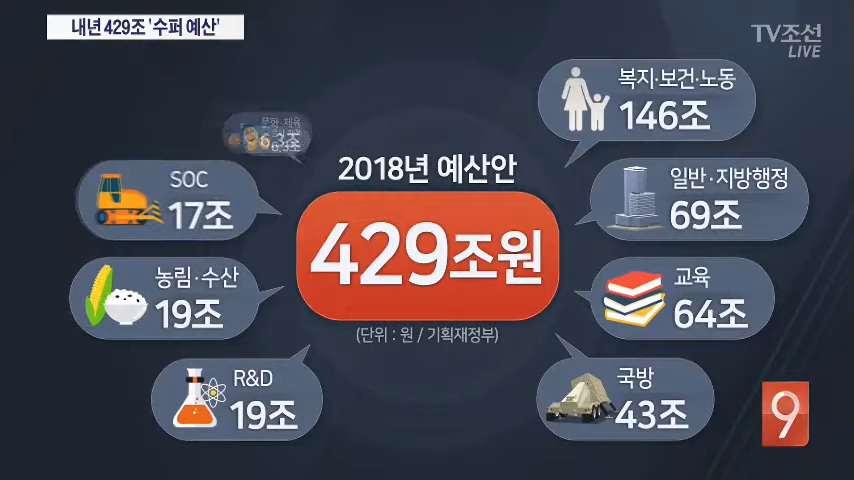 내년 429조 '수퍼 예산'
TV조선
LIVE
2018년 예산안
429조원
(단위 : 원 / 기획재정부)
복지·보건·노동
146조
일반·지방행정
69조
교육
64조
국방
43조
R&D
19조
농림·수산
19조
SOC
17조
문화·체육
9